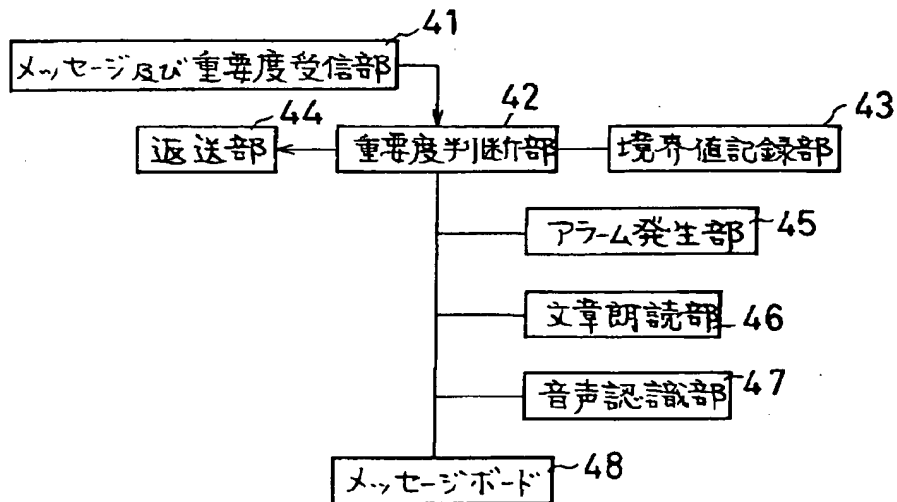 41
メッセージ及び重要度受信部
44 42 43
返送部 重要度判断部 境界値記録部
アラーム発生部 45
文章朗読部 46
音声認識部 47
メッセージボード 48